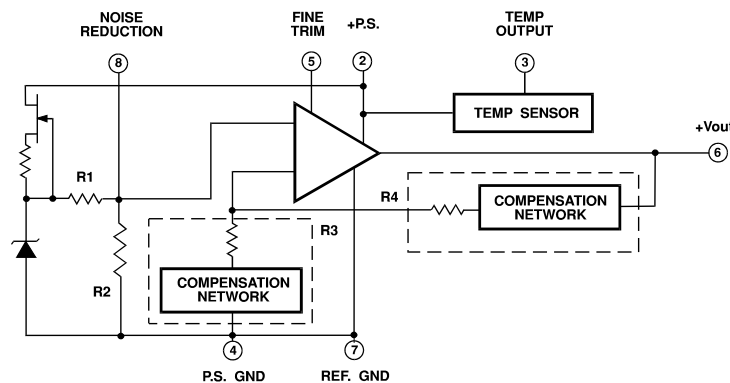 NOISE
REDUCTION
FINE
TRIM
+P.S.
TEMP
OUTPUT
8
5
2
3
TEMP SENSOR
+Vout
6
R1
R4
COMPENSATION
NETWORK
R3
R2
COMPENSATION
NETWORK
4
7
P.S. GND
REF. GND